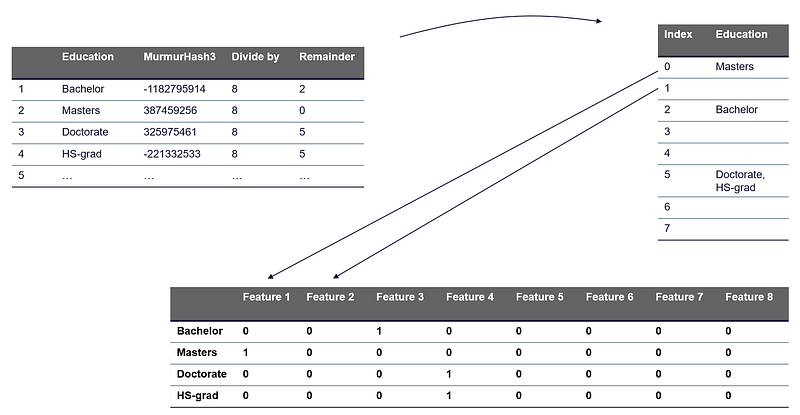 Education MurmurHash3 Divide by Remainder
1 Bachelor -1182795914 8 2
2 Masters 387459256 8 0
3 Doctorate 325975461 8 5
4 HS-grad -221332533 8 5
5 ... ... ... ...
Index Education
0 Masters
1
2 Bachelor
3
4
5 Doctorate,
HS-grad
6
7
Feature 1 Feature 2 Feature 3 Feature 4 Feature 5 Feature 6 Feature 7 Feature 8
Bachelor 0 0 1 0 0 0 0 0
Masters 1 0 0 0 0 0 0 0
Doctorate 0 0 0 1 0 0 0 0
HS-grad 0 0 0 1 0 0 0 0